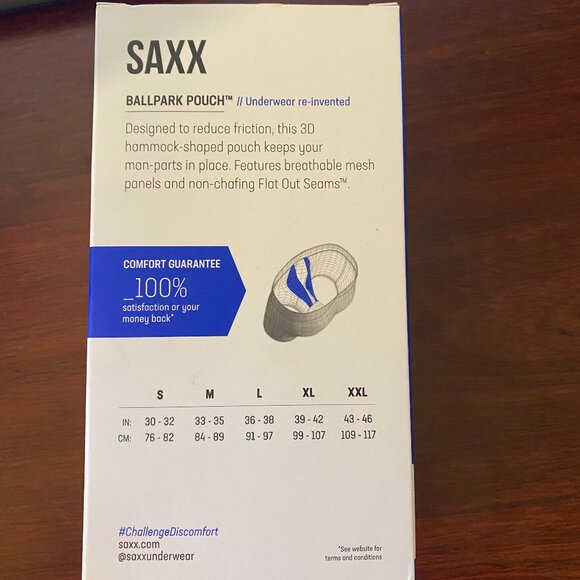 SAXX
BALLPARK POUCH™ // Underwear re-invented
Designed to reduce friction, this 3D
hammock-shaped pouch keeps your
man-parts in place. Features breathable mesh
panels and non-chafing Flat Out Seams™.
COMFORT GUARANTEE
_100%
satisfaction or your
money back*
S M L XL XXL
IN: 30 - 32 33 - 35 36 - 38 39 - 42 43 - 46
CM: 76 - 82 84 - 89 91 - 97 99 - 107 109 - 117
#ChallengeDiscomfort
saxx.com
@saxxunderwear
*See website for
terms and conditions